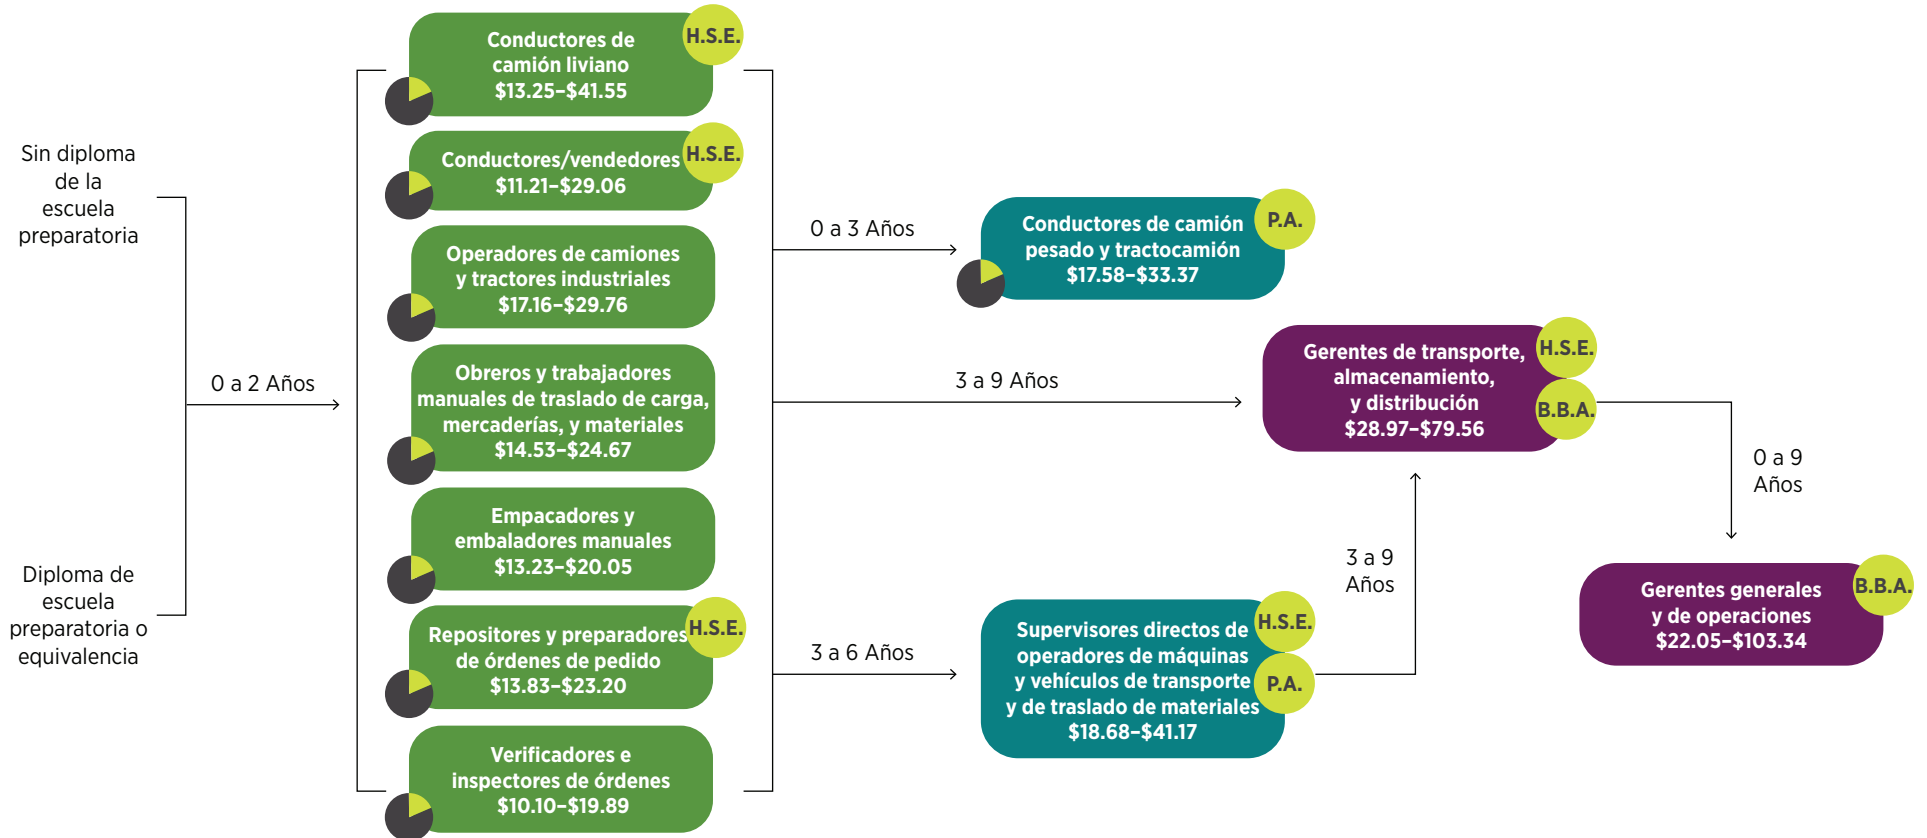 Sin diploma
de la
escuela
preparatoria
Diploma de
escuela
preparatoria o
equivalencia
0 a 2 Años
Conductores de
camión liviano
$13.25–$41.55
H.S.E.
Conductores/vendedores
$11.21–$29.06
H.S.E.
Operadores de camiones
y tractores industriales
$17.16–$29.76
Obreros y trabajadores
manuales de traslado de carga,
mercaderías, y materiales
$14.53–$24.67
Empacadores y
embaladores manuales
$13.23–$20.05
Repositores y preparadores
de órdenes de pedido
$13.83–$23.20
H.S.E.
Verificadores e
inspectores de órdenes
$10.10–$19.89
0 a 3 Años
Conductores de camión
pesado y tractocamión
$17.58–$33.37
P.A.
3 a 9 Años
Gerentes de transporte,
almacenamiento,
y distribución
$28.97–$79.56
H.S.E.
B.B.A.
3 a 6 Años
Supervisores directos de
operadores de máquinas
y vehículos de transporte
y de traslado de materiales
$18.68–$41.17
H.S.E.
P.A.
3 a 9
Años
0 a 9
Años
Gerentes generales
y de operaciones
$22.05–$103.34
B.B.A.